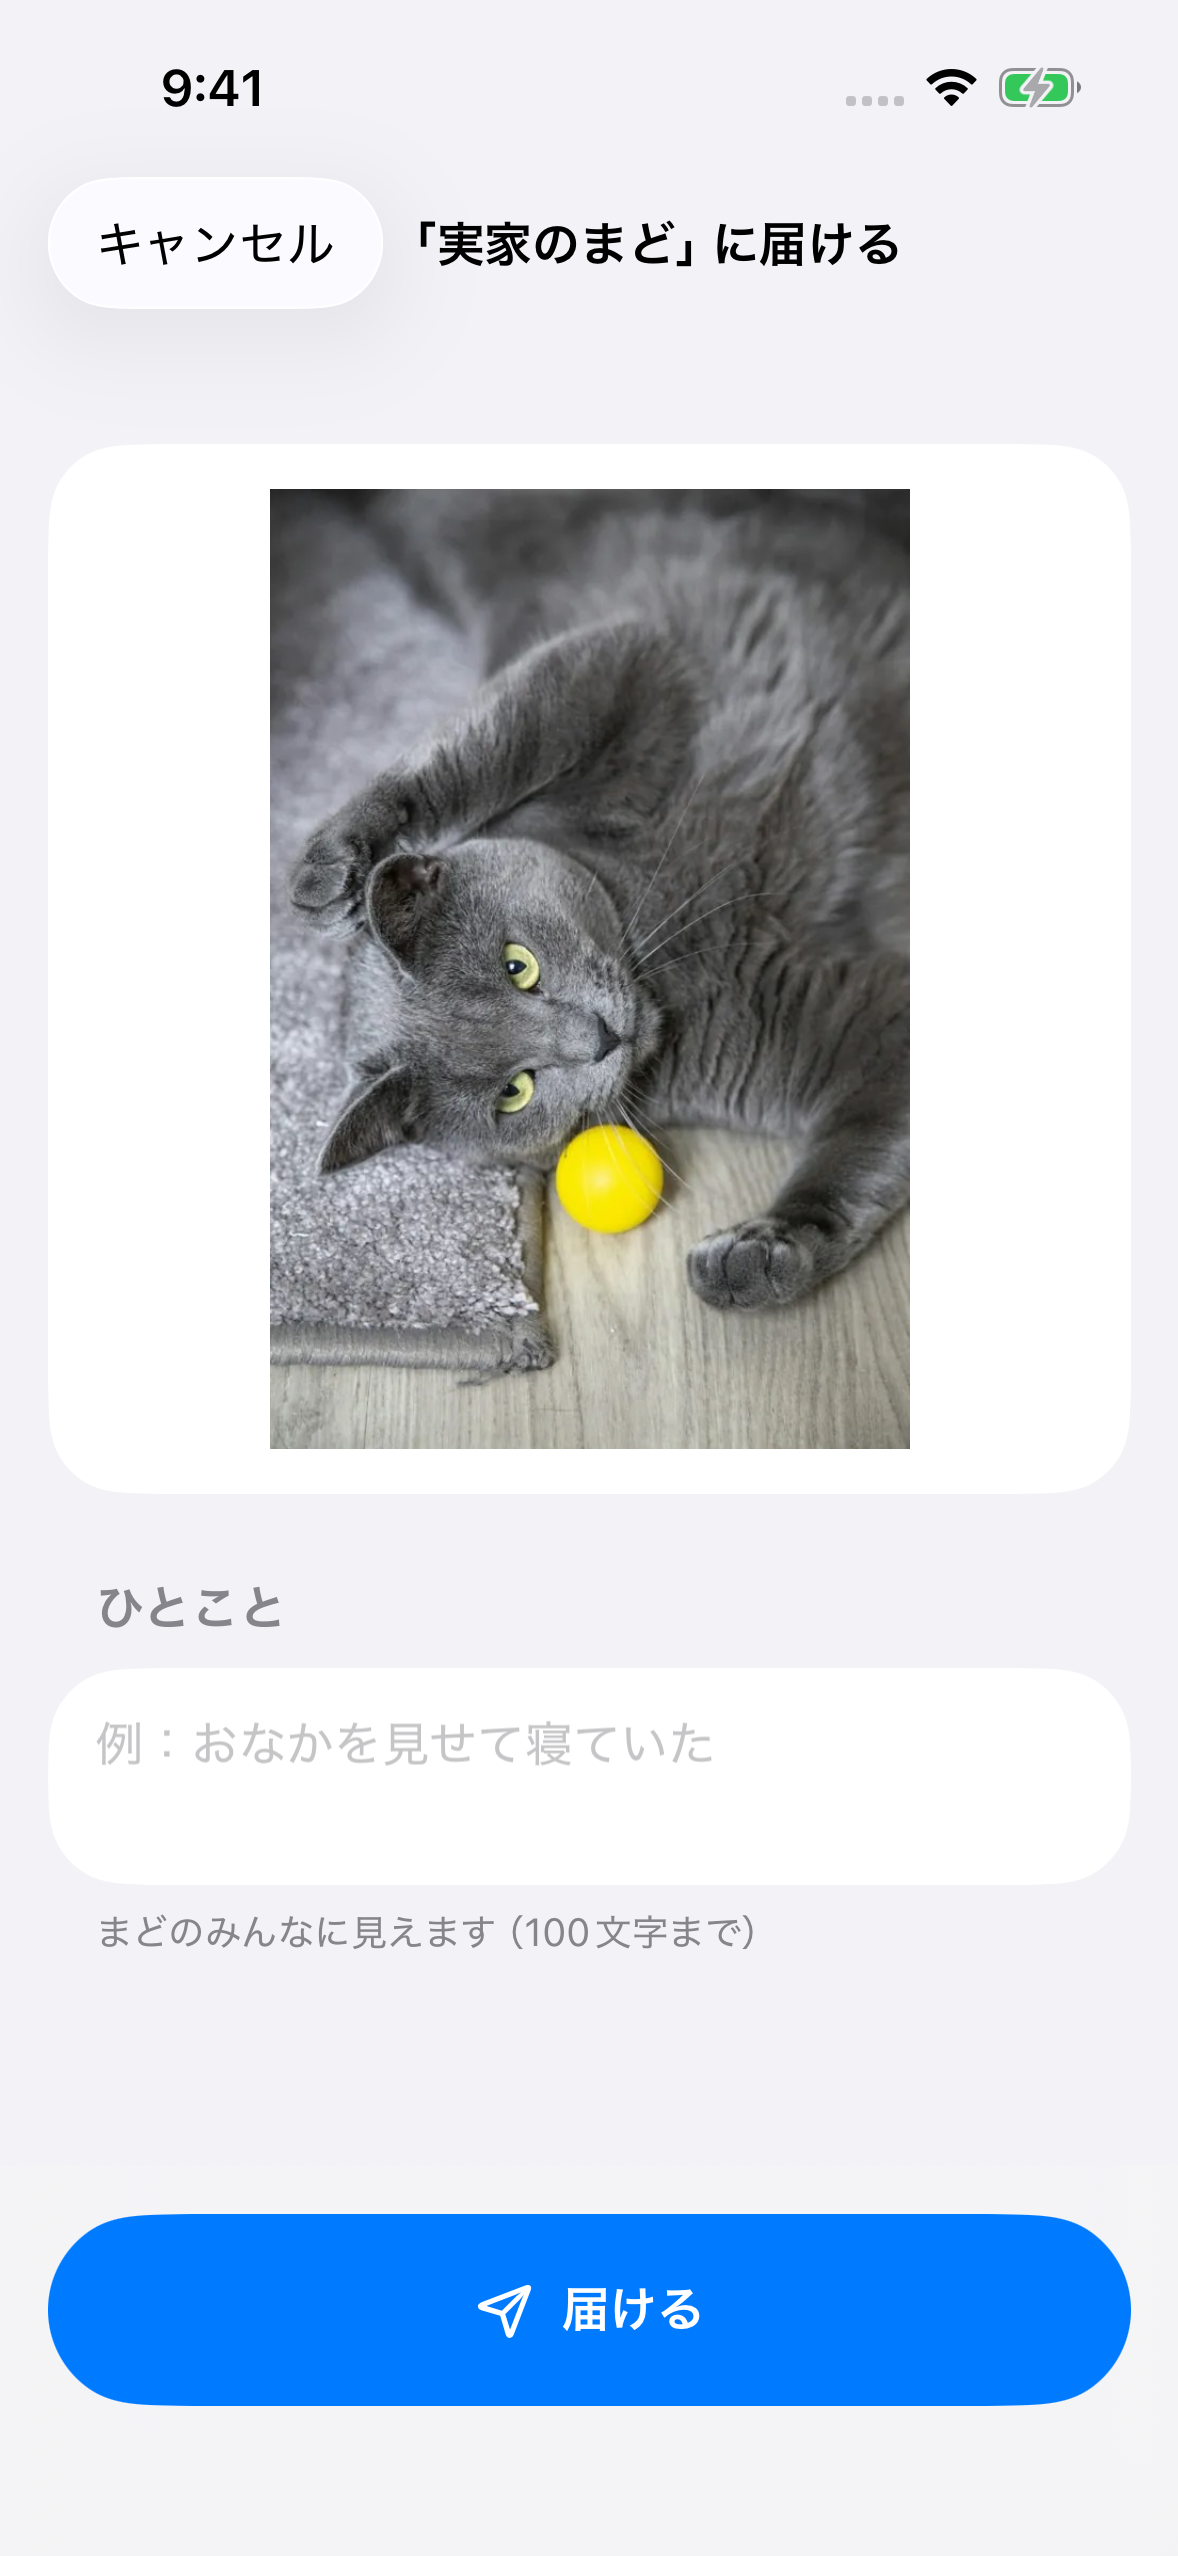 9:41
キャンセル
「実家のまど」に届ける
ひとこと
例：おなかを見せて寝ていた
まどのみんなに見えます（100文字まで）
届ける